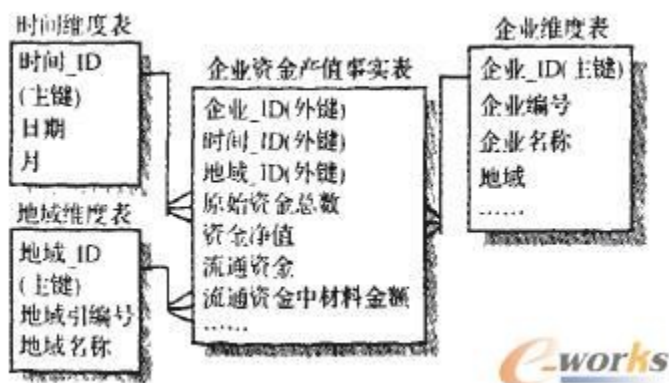 时间维度表
时间_ID
(主键)
日期
月
地域维度表
地域_ID
(主键)
地域引编号
地域名称
企业资金产值事实表
企业_ID(外键)
时间_ID(外键)
地域_ID(外键)
原始资金总数
资金净值
流通资金
流通资金中材料金额
……
企业维度表
企业_ID(主键)
企业编号
企业名称
地域
……
e-works